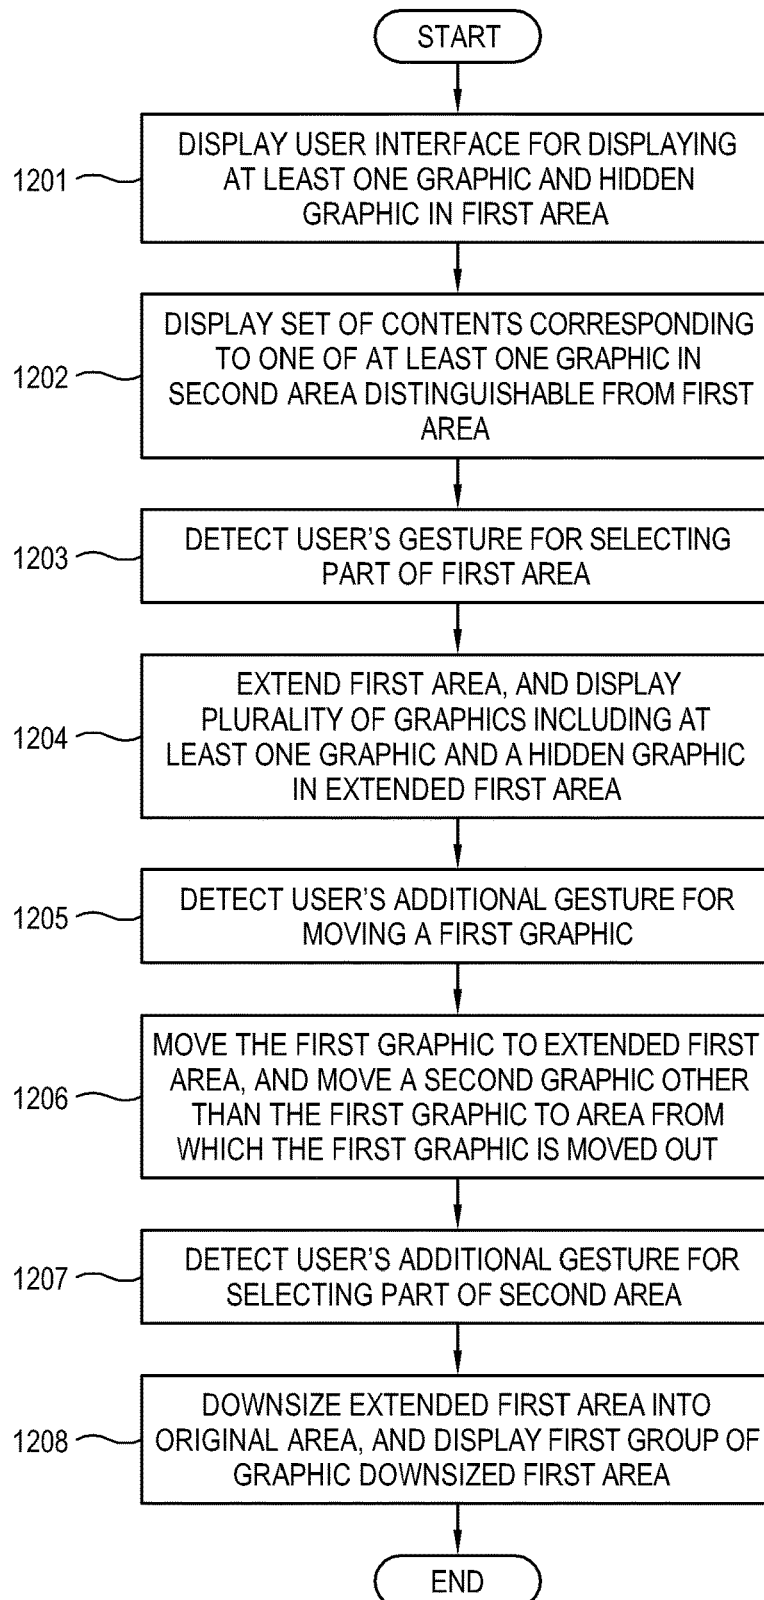 START
1201
DISPLAY USER INTERFACE FOR DISPLAYING
AT LEAST ONE GRAPHIC AND HIDDEN
GRAPHIC IN FIRST AREA
1202
DISPLAY SET OF CONTENTS CORRESPONDING
TO ONE OF AT LEAST ONE GRAPHIC IN
SECOND AREA DISTINGUISHABLE FROM FIRST
AREA
1203
DETECT USER'S GESTURE FOR SELECTING
PART OF FIRST AREA
1204
EXTEND FIRST AREA, AND DISPLAY
PLURALITY OF GRAPHICS INCLUDING AT
LEAST ONE GRAPHIC AND A HIDDEN GRAPHIC
IN EXTENDED FIRST AREA
1205
DETECT USER'S ADDITIONAL GESTURE FOR
MOVING A FIRST GRAPHIC
1206
MOVE THE FIRST GRAPHIC TO EXTENDED FIRST
AREA, AND MOVE A SECOND GRAPHIC OTHER
THAN THE FIRST GRAPHIC TO AREA FROM
WHICH THE FIRST GRAPHIC IS MOVED OUT
1207
DETECT USER'S ADDITIONAL GESTURE FOR
SELECTING PART OF SECOND AREA
1208
DOWNSIZE EXTENDED FIRST AREA INTO
ORIGINAL AREA, AND DISPLAY FIRST GROUP OF
GRAPHIC DOWNSIZED FIRST AREA
END